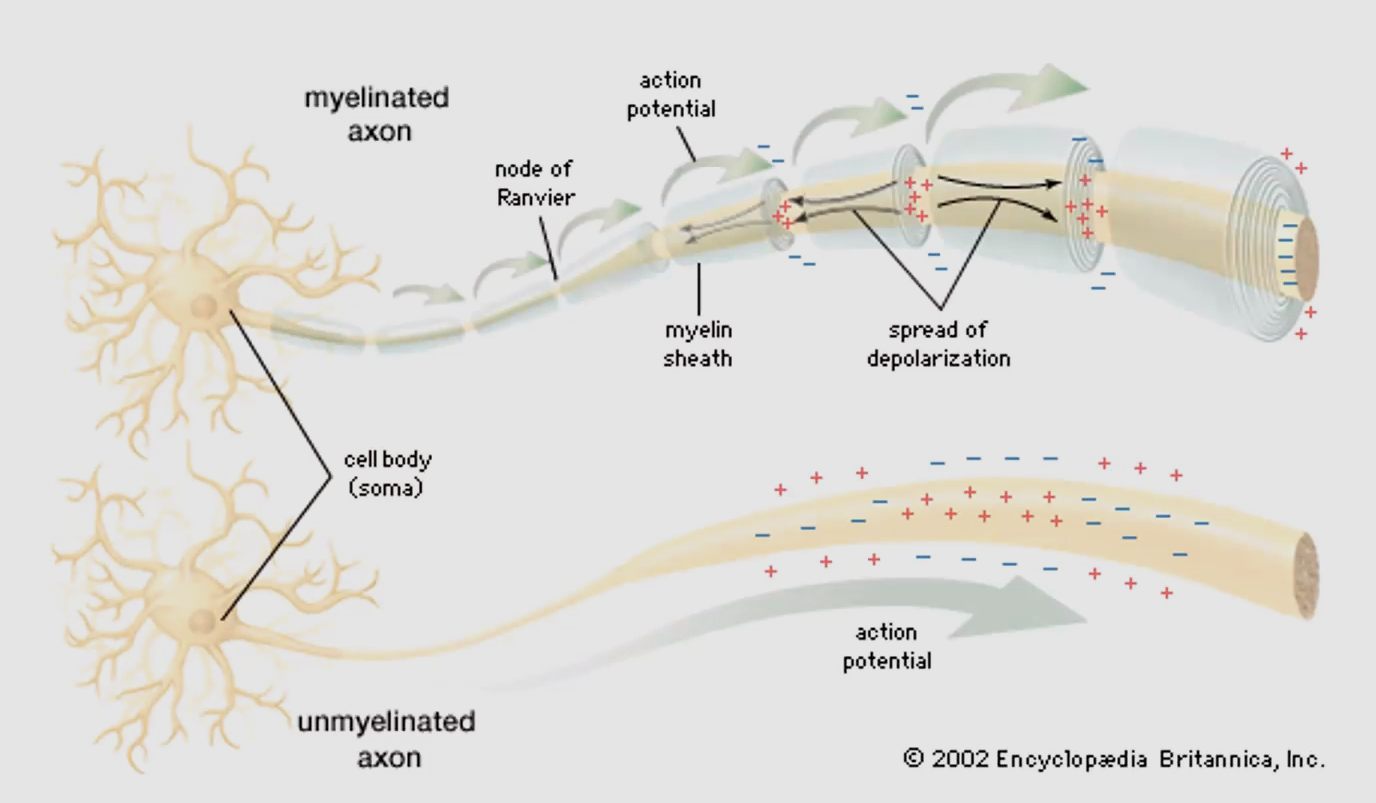 myelinated
axon
action
potential
node of
Ranvier
myelin
sheath
spread of
depolarization
cell body
(soma)
action
potential
unmyelinated
axon
© 2002 Encyclopædia Britannica, Inc.